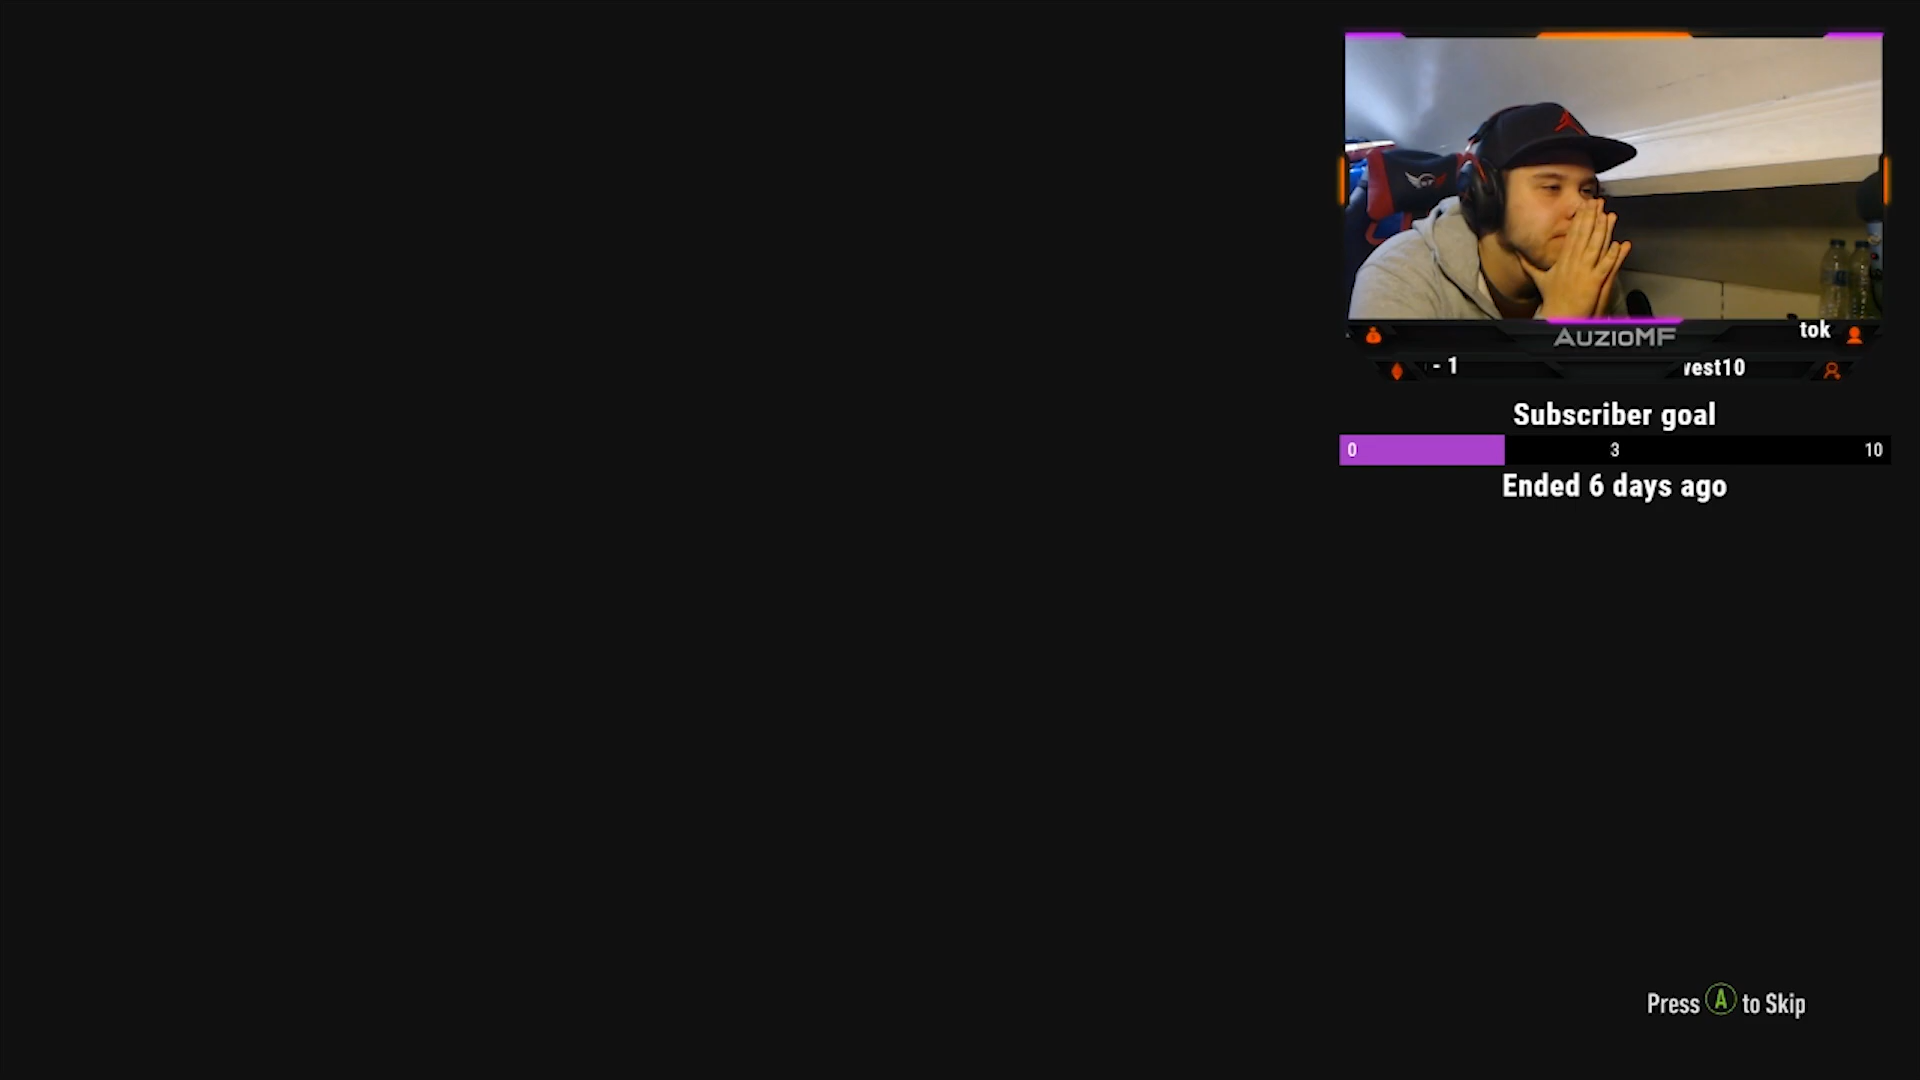 AUZIOMF
tok
- 1
vest10
Subscriber goal
0 3 10
Ended 6 days ago
Press A to Skip